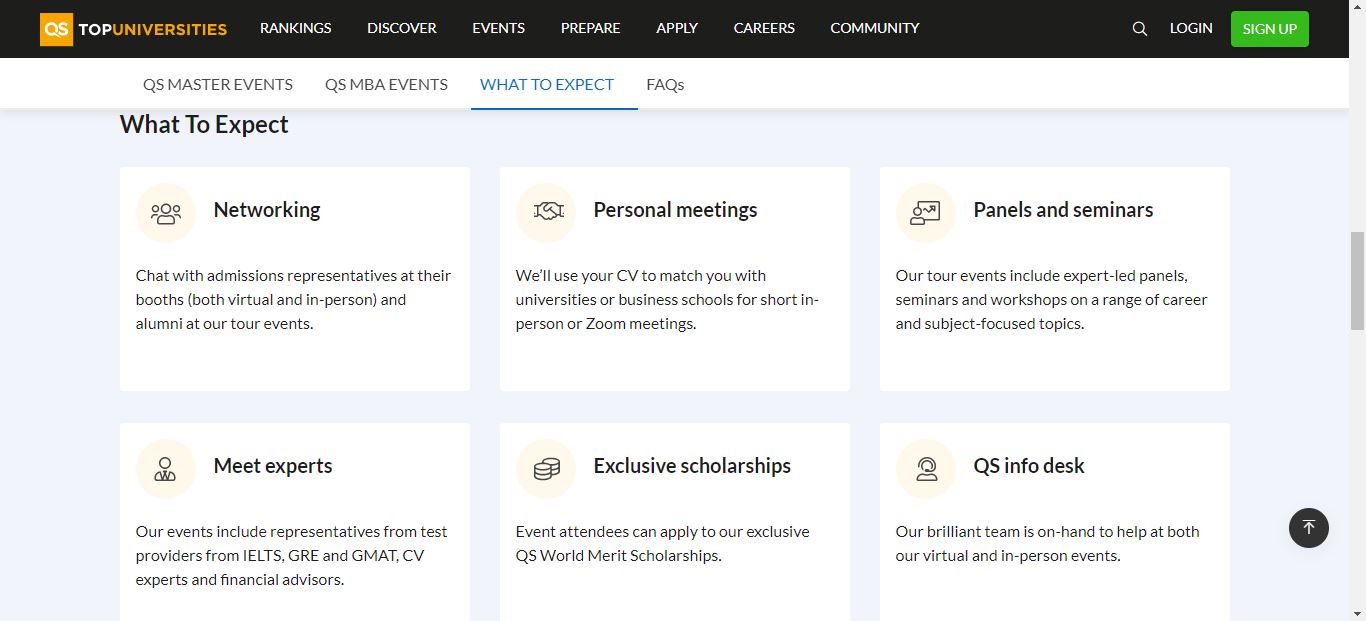 QS TOPUNIVERSITIES RANKINGS DISCOVER EVENTS PREPARE APPLY CAREERS COMMUNITY LOGIN SIGN UP
QS MASTER EVENTS QS MBA EVENTS WHAT TO EXPECT FAQs
What To Expect
Networking
Chat with admissions representatives at their
booths (both virtual and in-person) and
alumni at our tour events.
Personal meetings
We’ll use your CV to match you with
universities or business schools for short in-
person or Zoom meetings.
Panels and seminars
Our tour events include expert-led panels,
seminars and workshops on a range of career
and subject-focused topics.
Meet experts
Our events include representatives from test
providers from IELTS, GRE and GMAT, CV
experts and financial advisors.
Exclusive scholarships
Event attendees can apply to our exclusive
QS World Merit Scholarships.
QS info desk
Our brilliant team is on-hand to help at both
our virtual and in-person events.